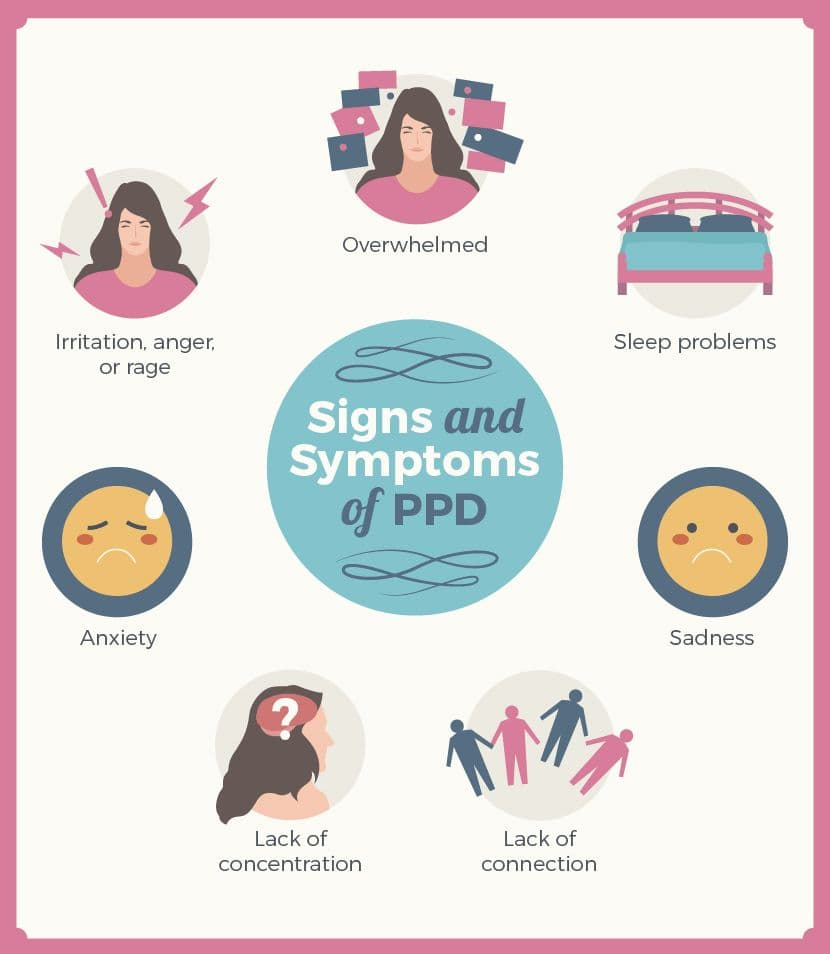 Overwhelmed
Irritation, anger,
or rage
Sleep problems
Signs and
Symptoms
of PPD
Anxiety
Sadness
?
Lack of
concentration
Lack of
connection